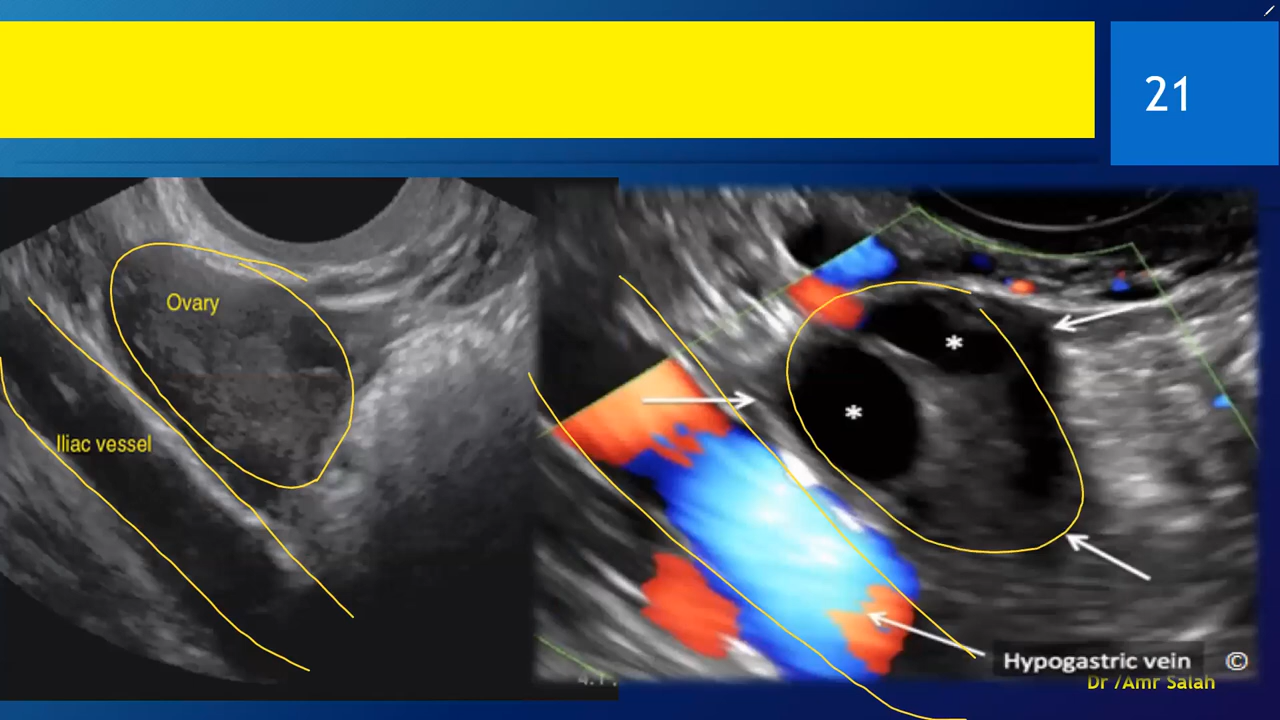 21
Ovary
Iliac vessel
*
*
Hypogastric vein ©
Dr /Amr Salah